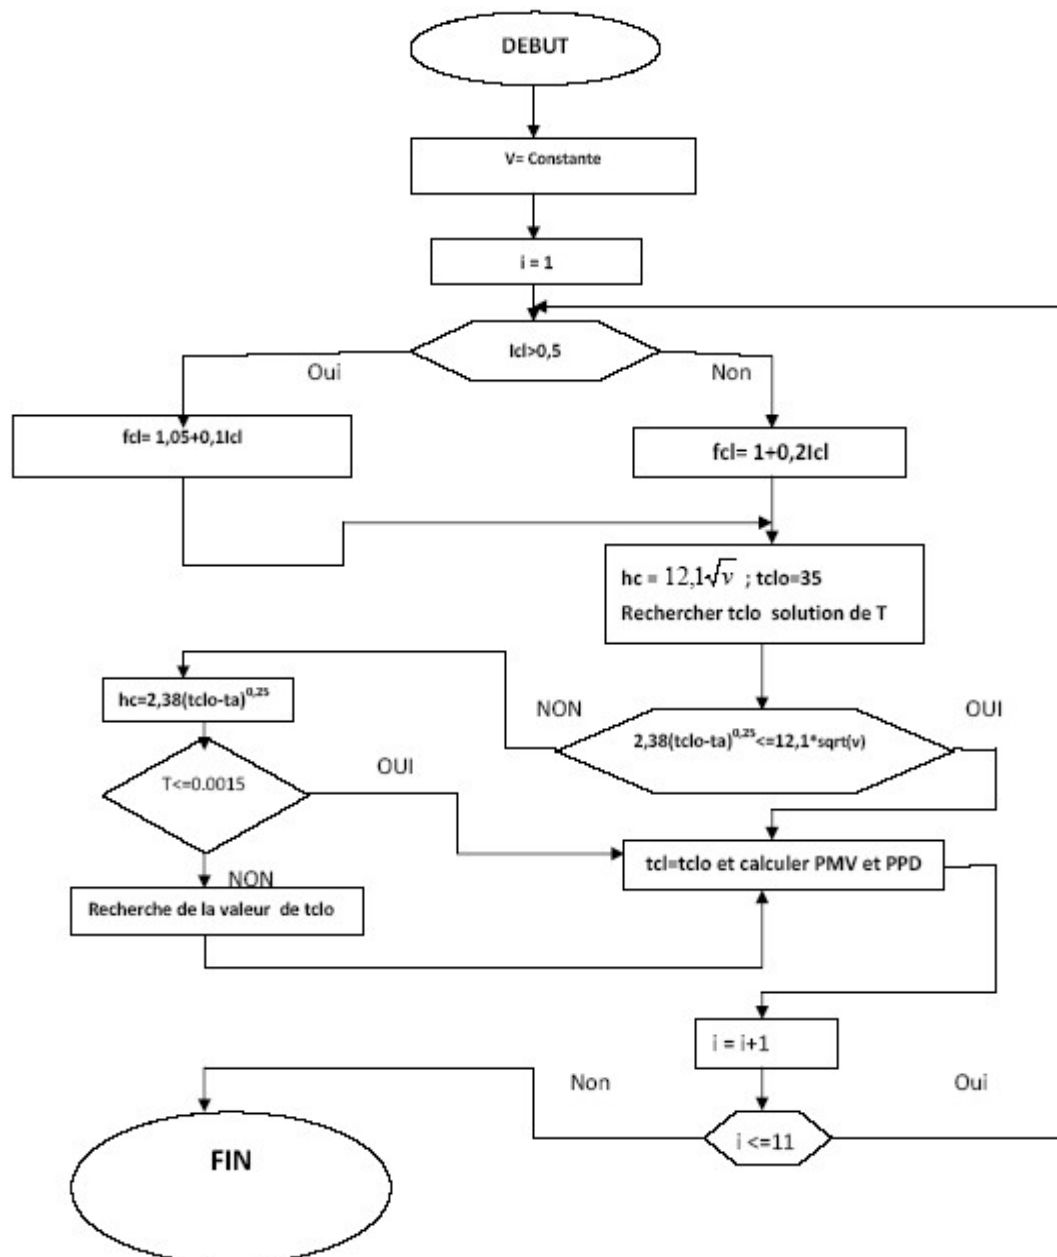 DEBUT
V= Constante
i = 1
Icl>0,5
Oui
Non
fcl= 1,05+0,1Icl
fcl= 1+0,2Icl
hc = 12,1√v ; tclo=35
Rechercher tclo solution de T
hc=2,38(tclo-ta)^0,25
NON
OUI
2,38(tclo-ta)^0,25<=12,1*sqrt(v)
T<=0.0015
OUI
tcl=tclo et calculer PMV et PPD
NON
Recherche de la valeur de tclo
i = i+1
Non
Oui
i <=11
FIN